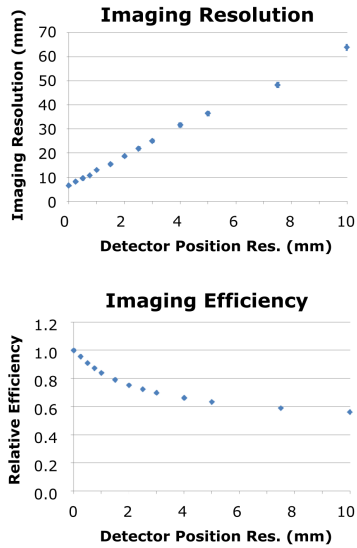 Imaging Resolution
Imaging Resolution (mm)
70
60
50
40
30
20
10
0
0 2 4 6 8 10
Detector Position Res. (mm)
Imaging Efficiency
Relative Efficiency
1.2
1.0
0.8
0.6
0.4
0.2
0.0
0 2 4 6 8 10
Detector Position Res. (mm)